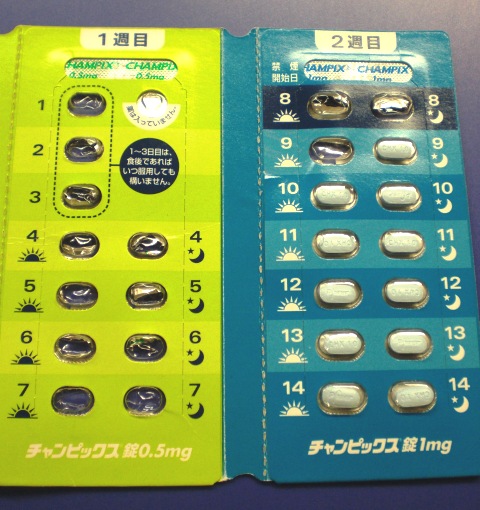 1週目
CHAMPIX CHAMPIX
0.5mg 0.5mg
1
薬は入っていません。
2
1～3日目は、
食後であれば
いつ服用しても
構いません。
3
4 4
5 5
6 6
7 7
チャンピックス錠0.5mg
2週目
禁煙
開始日
HAMPIX CHAMPIX
1mg 1mg
8 8
9 9
10 10
11 11
12 12
13 13
14 14
チャンピックス錠1mg